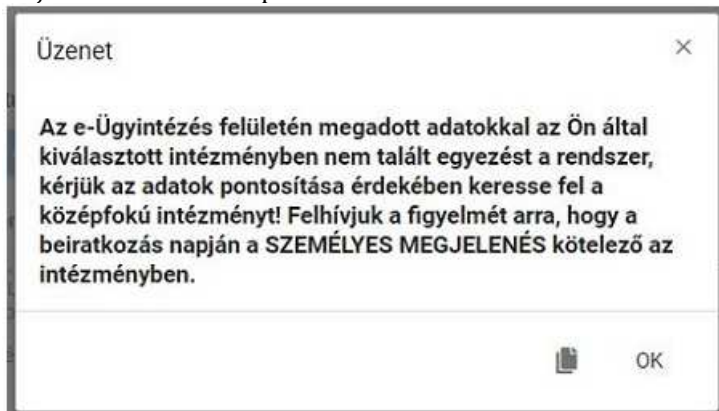 Üzenet
Az e-Ügyintézés felületén megadott adatokkal az Ön által
kiválasztott intézményben nem talált egyezést a rendszer,
kérjük az adatok pontosítása érdekében keresse fel a
középfokú intézményt! Felhívjuk a figyelmét arra, hogy a
beiratkozás napján a SZEMÉLYES MEGJELENÉS kötelező az
intézményben.
OK